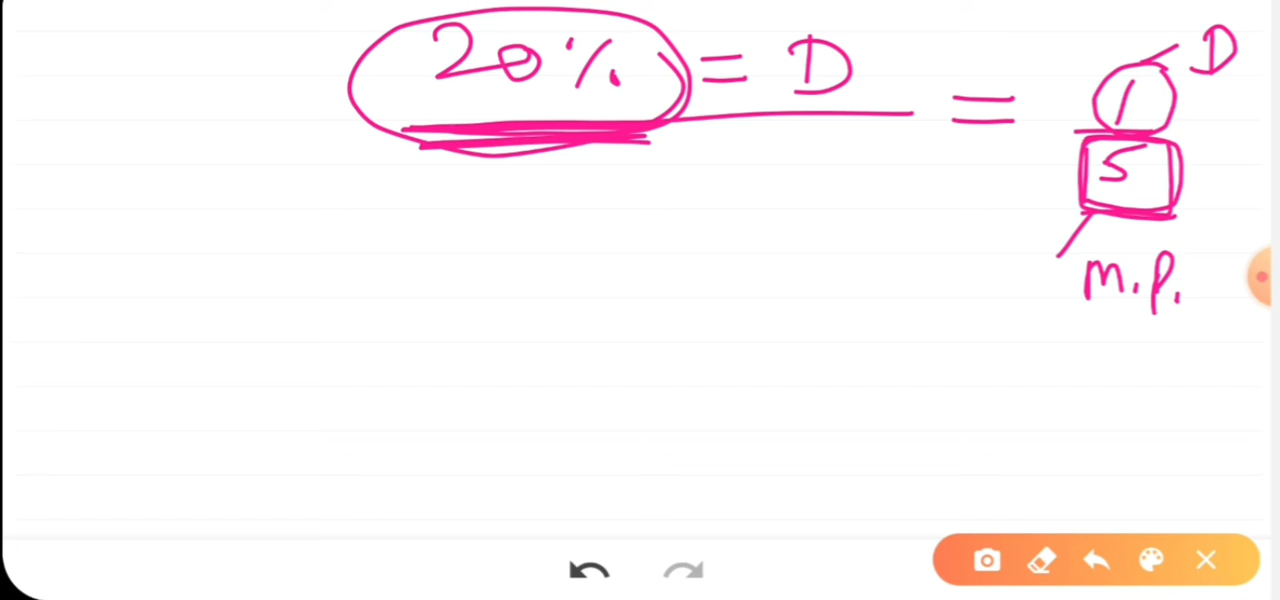 20% = D = 1 D
5
m.p.